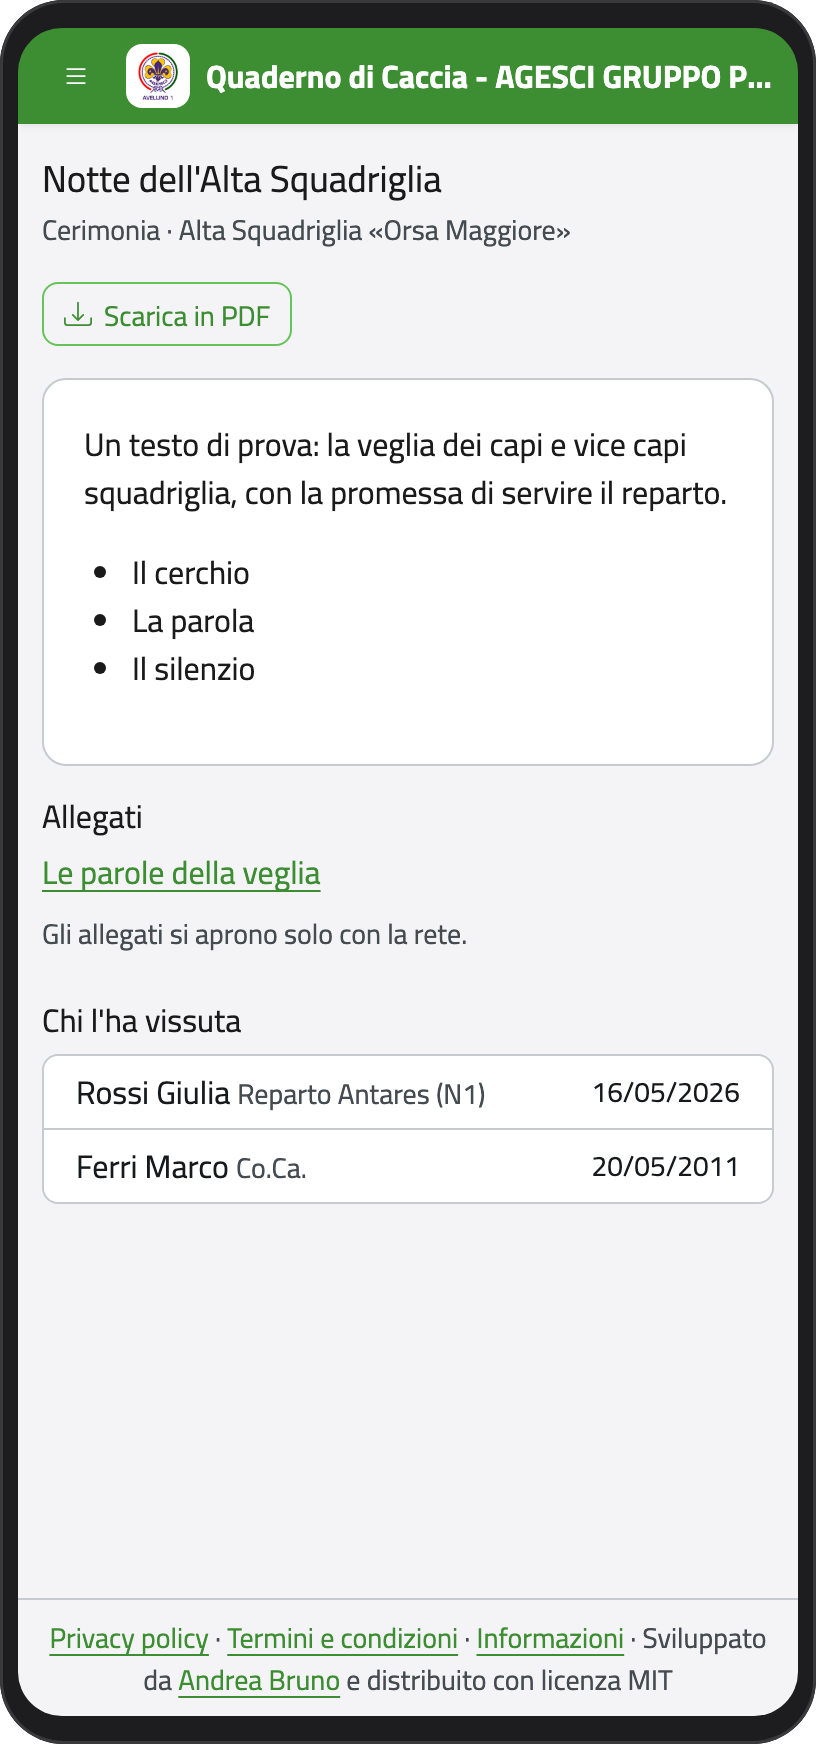 AVELLINO 1
Quaderno di Caccia - AGESCI GRUPPO P...
Notte dell'Alta Squadriglia
Cerimonia · Alta Squadriglia «Orsa Maggiore»
Scarica in PDF
Un testo di prova: la veglia dei capi e vice capi
squadriglia, con la promessa di servire il reparto.
• Il cerchio
• La parola
• Il silenzio
Allegati
Le parole della veglia
Gli allegati si aprono solo con la rete.
Chi l'ha vissuta
Rossi Giulia Reparto Antares (N1) 16/05/2026
Ferri Marco Co.Ca. 20/05/2011
Privacy policy · Termini e condizioni · Informazioni · Sviluppato
da Andrea Bruno e distribuito con licenza MIT